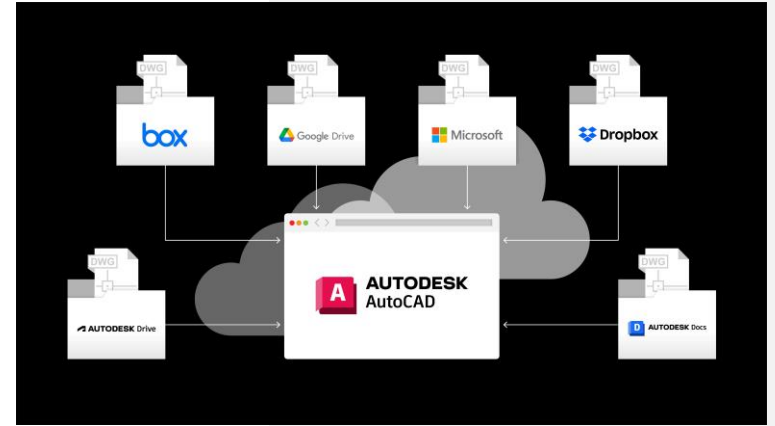 DWG
DWG
DWG
DWG
box
Google Drive
Microsoft
Dropbox
DWG
DWG
A
AUTODESK
AutoCAD
AUTODESK Drive
D
AUTODESK Docs